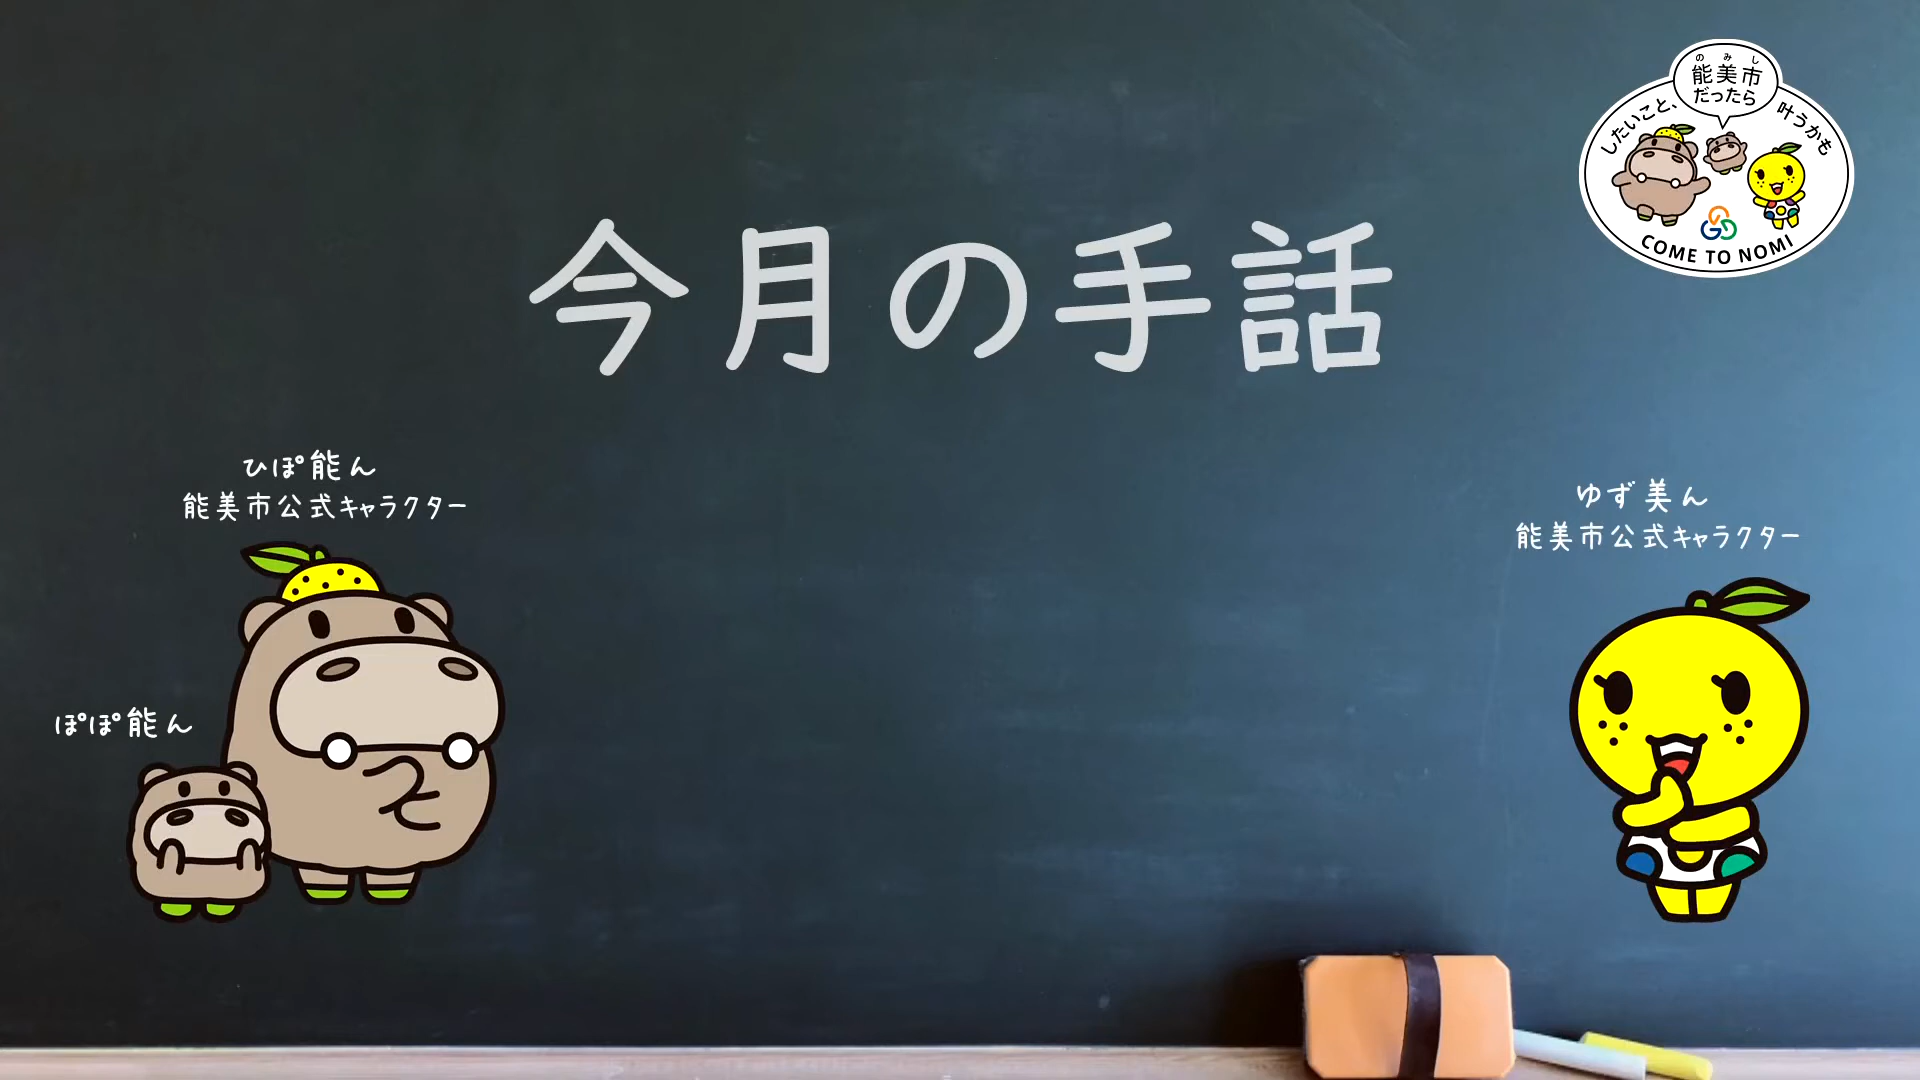 のみし
能美市
だったら
したいこと、
叶うかも
COME TO NOMI
今月の手話
ひぽ能ん
能美市公式キャラクター
ゆず美ん
能美市公式キャラクター
ぽぽ能ん